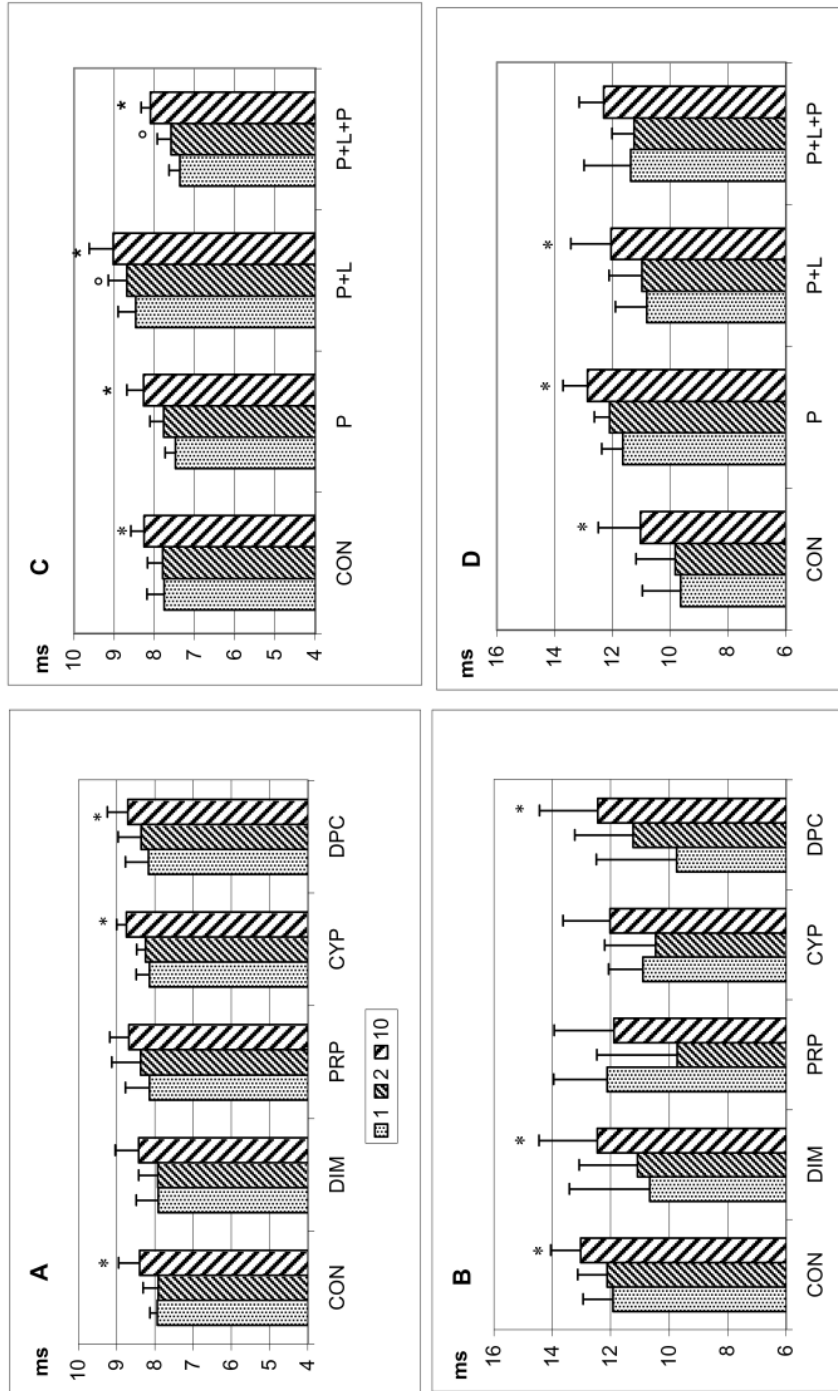 A
ms
10
9
8
7
6
5
4
* * *
CON DIM PRP CYP DPC
1 2 10
C
ms
10
9
8
7
6
5
4
* * ° * ° *
CON P P+L P+L+P
B
16
14
12
10
8
6
ms
* * *
CON DIM PRP CYP DPC
D
16
14
12
10
8
6
ms
* * *
CON P P+L P+L+P